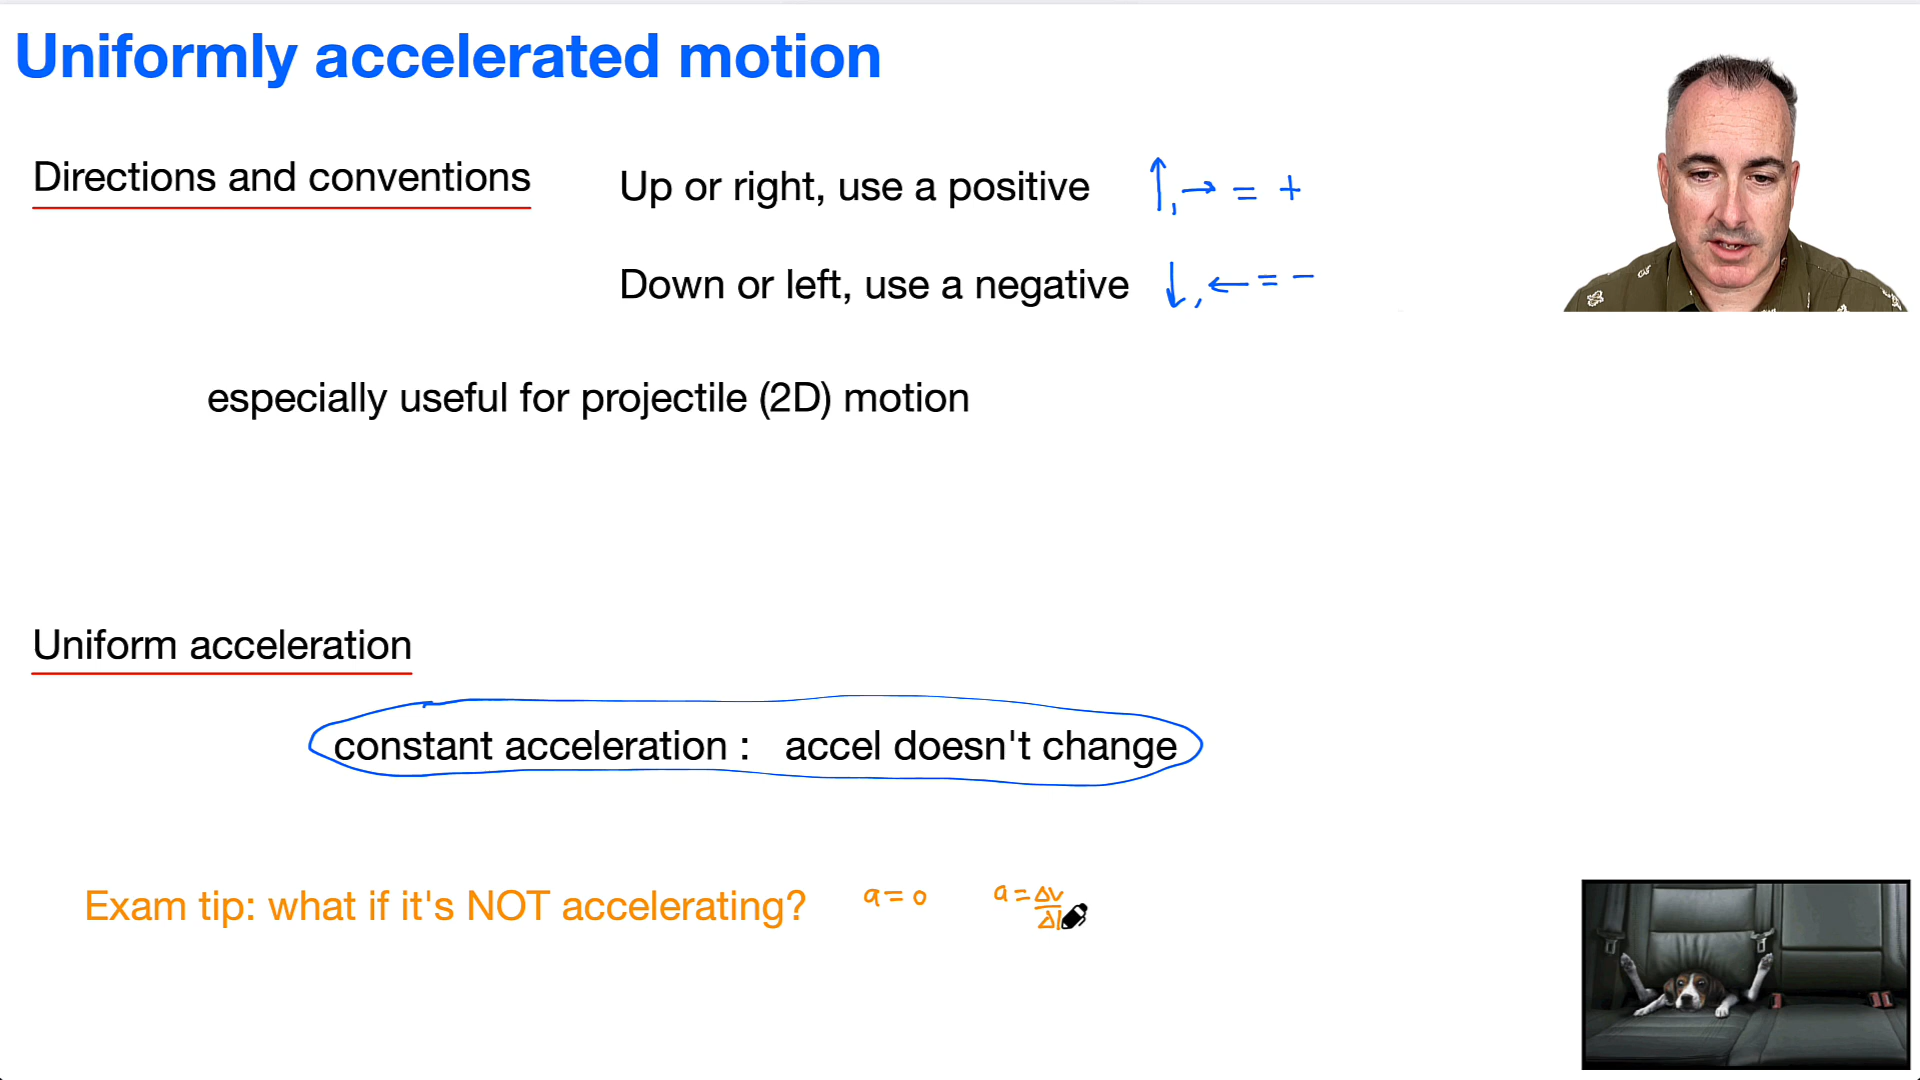 Uniformly accelerated motion
Directions and conventions
Up or right, use a positive ↑, → = +
Down or left, use a negative ↓, ← = −
especially useful for projectile (2D) motion
Uniform acceleration
constant acceleration : accel doesn't change
Exam tip: what if it's NOT accelerating? a = 0 a = Δv
Δ